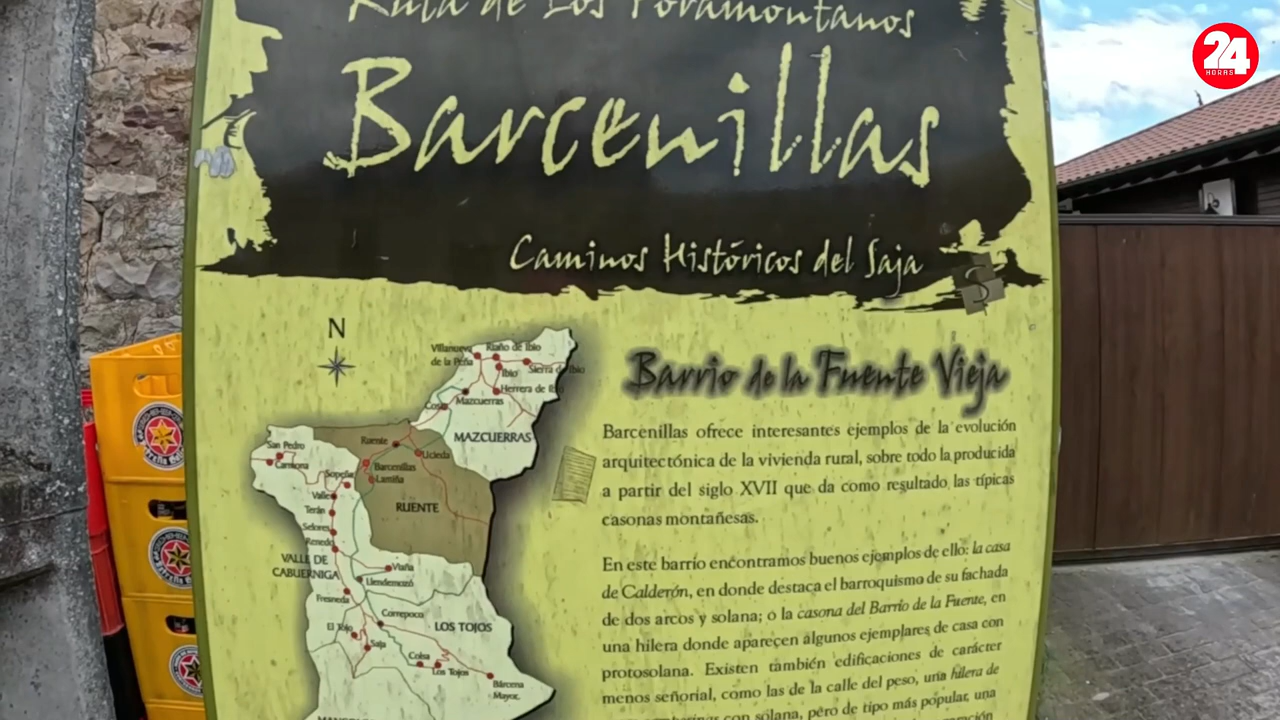 24
HORAS
Ruta de Los Foramontanos
Barcenillas
Caminos Históricos del Saja
N
Villanueva de la Peña
Riaño de Ibio
Ibio
Sierra de Ibio
Herrera de Ibio
Mazcuerras
Cos
MAZCUERRAS
San Pedro
Carmona
Ruente
Ucieda
Barcenillas
Lamiña
Sopeña
Valle
Terán
Selores
Renedo
RUENTE
VALLE DE
CABUERNIGA
Viaña
Llendemozó
Fresneda
Correpoco
El Tojo
Saja
LOS TOJOS
Colsa
Los Tojos
Bárcena
Mayor
Barrio de la Fuente Vieja
Barcenillas ofrece interesantes ejemplos de la evolución
arquitectónica de la vivienda rural, sobre todo la producida
a partir del siglo XVII que da como resultado las típicas
casonas montañesas.
En este barrio encontramos buenos ejemplos de ello: la casa
de Calderón, en donde destaca el barroquismo de su fachada
de dos arcos y solana; o la casona del Barrio de la Fuente, en
una hilera donde aparecen algunos ejemplares de casa con
protosolana. Existen también edificaciones de carácter
menos señorial, como las de la calle del peso, una hilera de
con solana, pero de tipo más popular, una